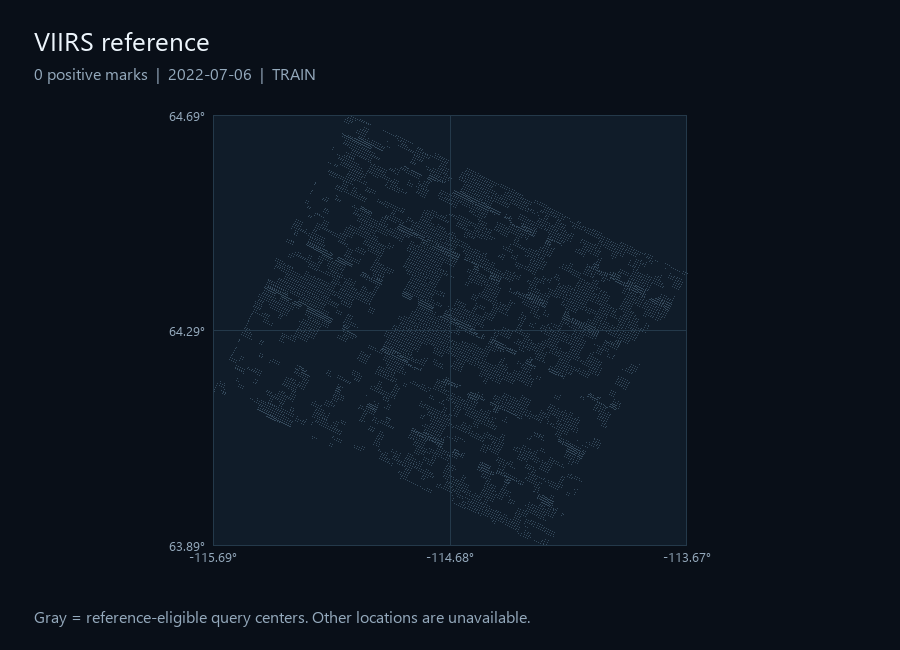 VIIRS reference
0 positive marks | 2022-07-06 | TRAIN
64.69°
64.29°
63.89°
-115.69°
-114.68°
-113.67°
Gray = reference-eligible query centers. Other locations are unavailable.